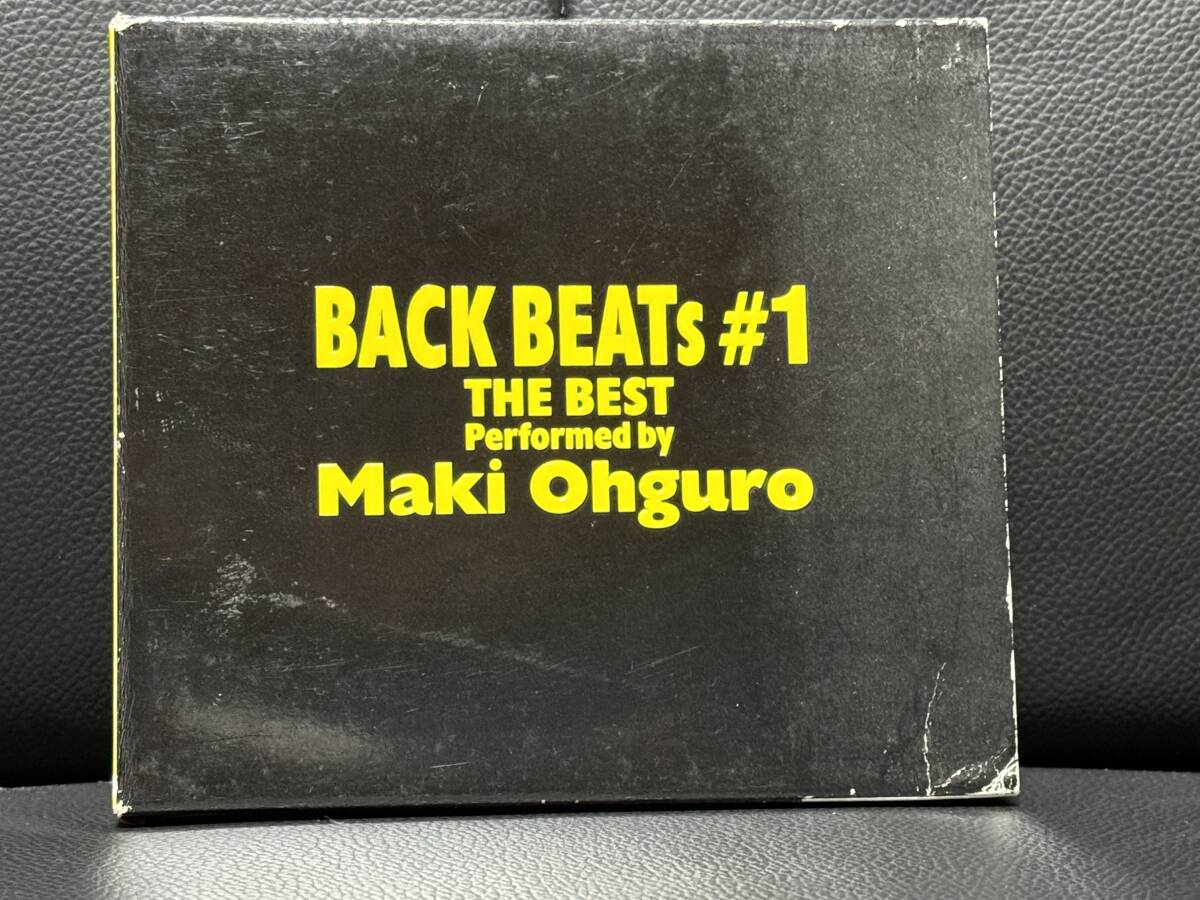 BACK BEATs #1
THE BEST
Performed by
Maki Ohguro